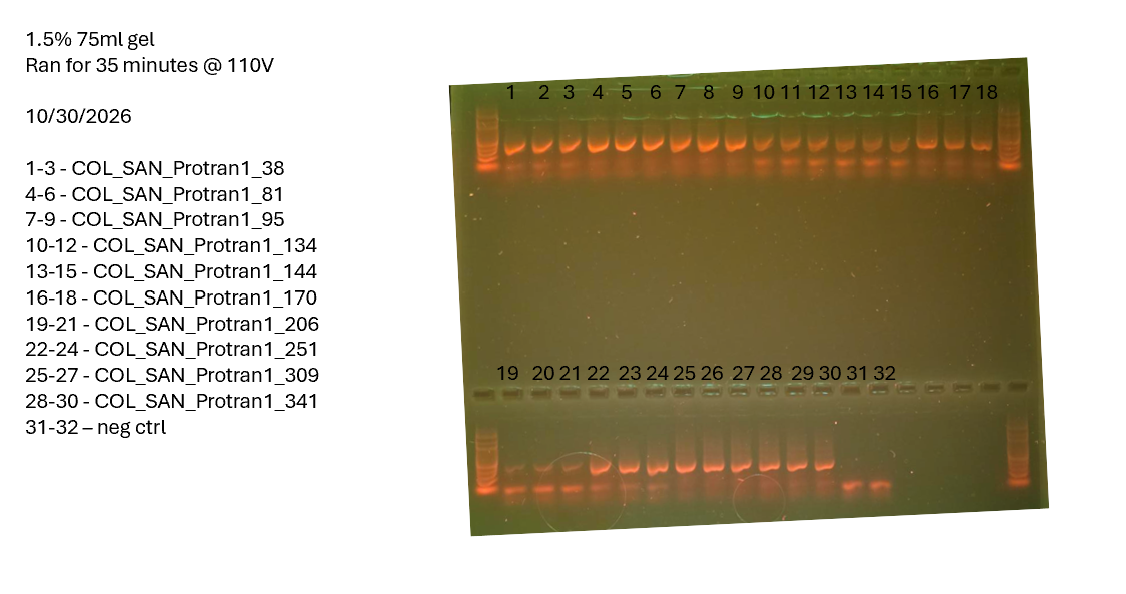 1.5% 75ml gel
Ran for 35 minutes @ 110V
10/30/2026
1-3 - COL_SAN_Protran1_38
4-6 - COL_SAN_Protran1_81
7-9 - COL_SAN_Protran1_95
10-12 - COL_SAN_Protran1_134
13-15 - COL_SAN_Protran1_144
16-18 - COL_SAN_Protran1_170
19-21 - COL_SAN_Protran1_206
22-24 - COL_SAN_Protran1_251
25-27 - COL_SAN_Protran1_309
28-30 - COL_SAN_Protran1_341
31-32 – neg ctrl
1 2 3 4 5 6 7 8 9 10 11 12 13 14 15 16 17 18
19 20 21 22 23 24 25 26 27 28 29 30 31 32